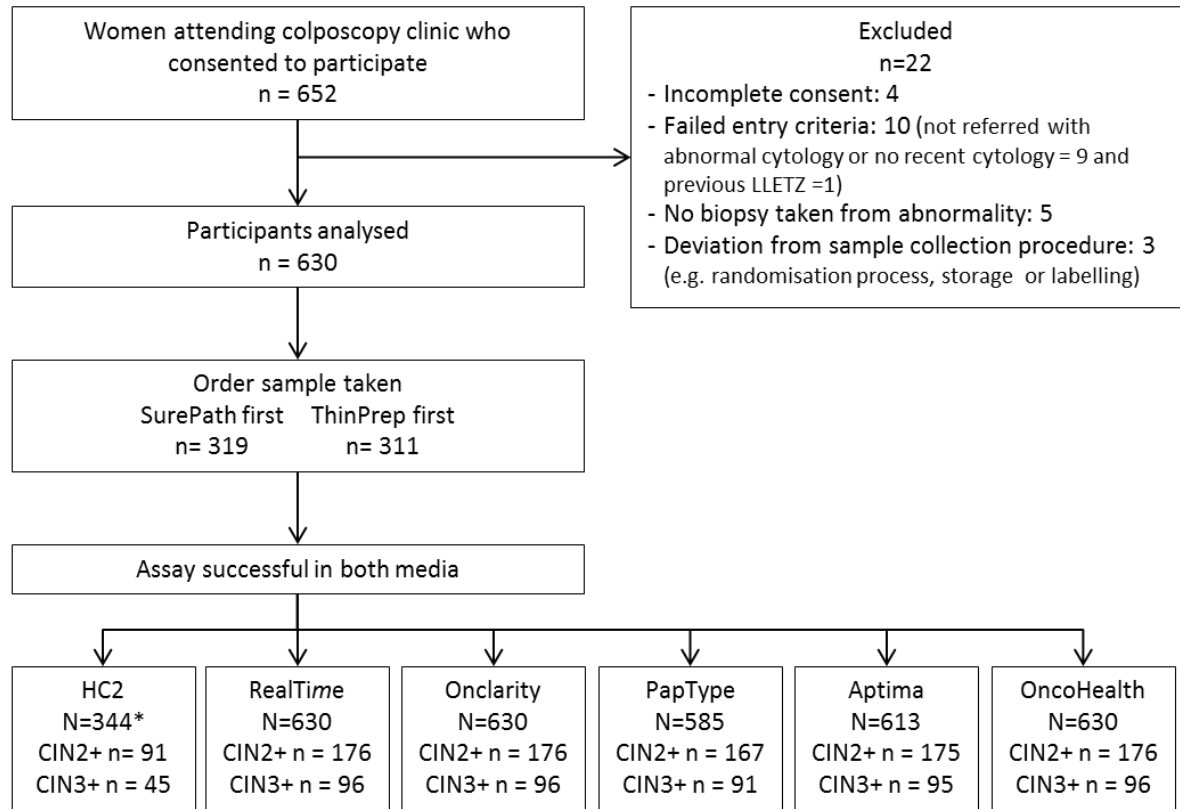 Women attending colposcopy clinic who
consented to participate
n = 652
Excluded
n=22
- Incomplete consent: 4
- Failed entry criteria: 10 (not referred with
abnormal cytology or no recent cytology = 9 and
previous LLETZ =1)
- No biopsy taken from abnormality: 5
- Deviation from sample collection procedure: 3
(e.g. randomisation process, storage or labelling)
Participants analysed
n = 630
Order sample taken
SurePath first ThinPrep first
n= 319 n= 311
Assay successful in both media
HC2
N=344*
CIN2+ n= 91
CIN3+ n = 45
RealTime
N=630
CIN2+ n = 176
CIN3+ n = 96
Onclarity
N=630
CIN2+ n = 176
CIN3+ n = 96
PapType
N=585
CIN2+ n = 167
CIN3+ n = 91
Aptima
N=613
CIN2+ n = 175
CIN3+ n = 95
OncoHealth
N=630
CIN2+ n = 176
CIN3+ n = 96